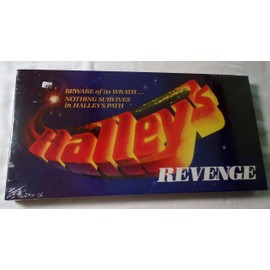 BEWARE of its WRATH...
NOTHING SURVIVES
in HALLEY'S PATH
Halley's
REVENGE